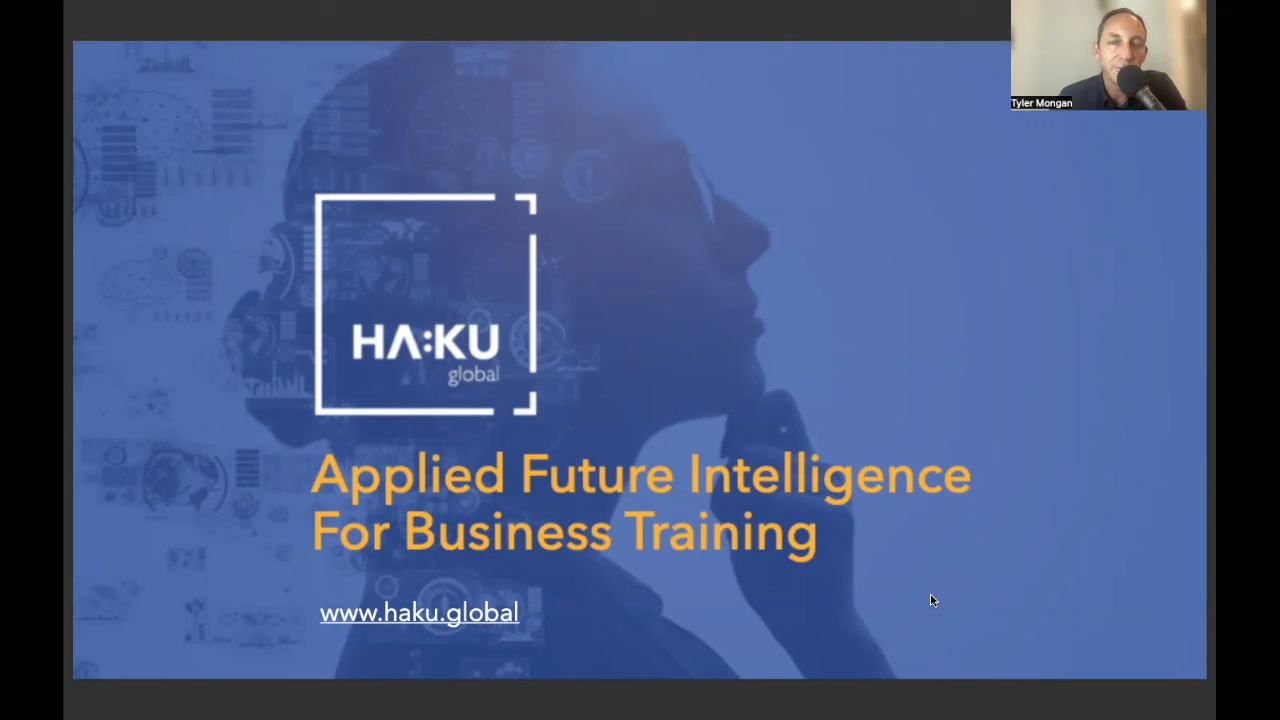 Tyler Mongan
HA:KU
global
Applied Future Intelligence
For Business Training
www.haku.global